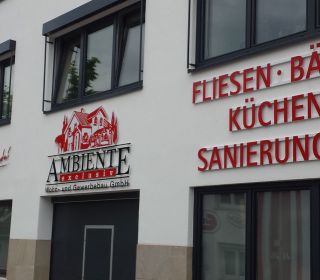 AMBIENTE
exclusiv
Wohn- und Gewerbebau GmbH
FLIESEN · BÄ
KÜCHEN
SANIERUNG